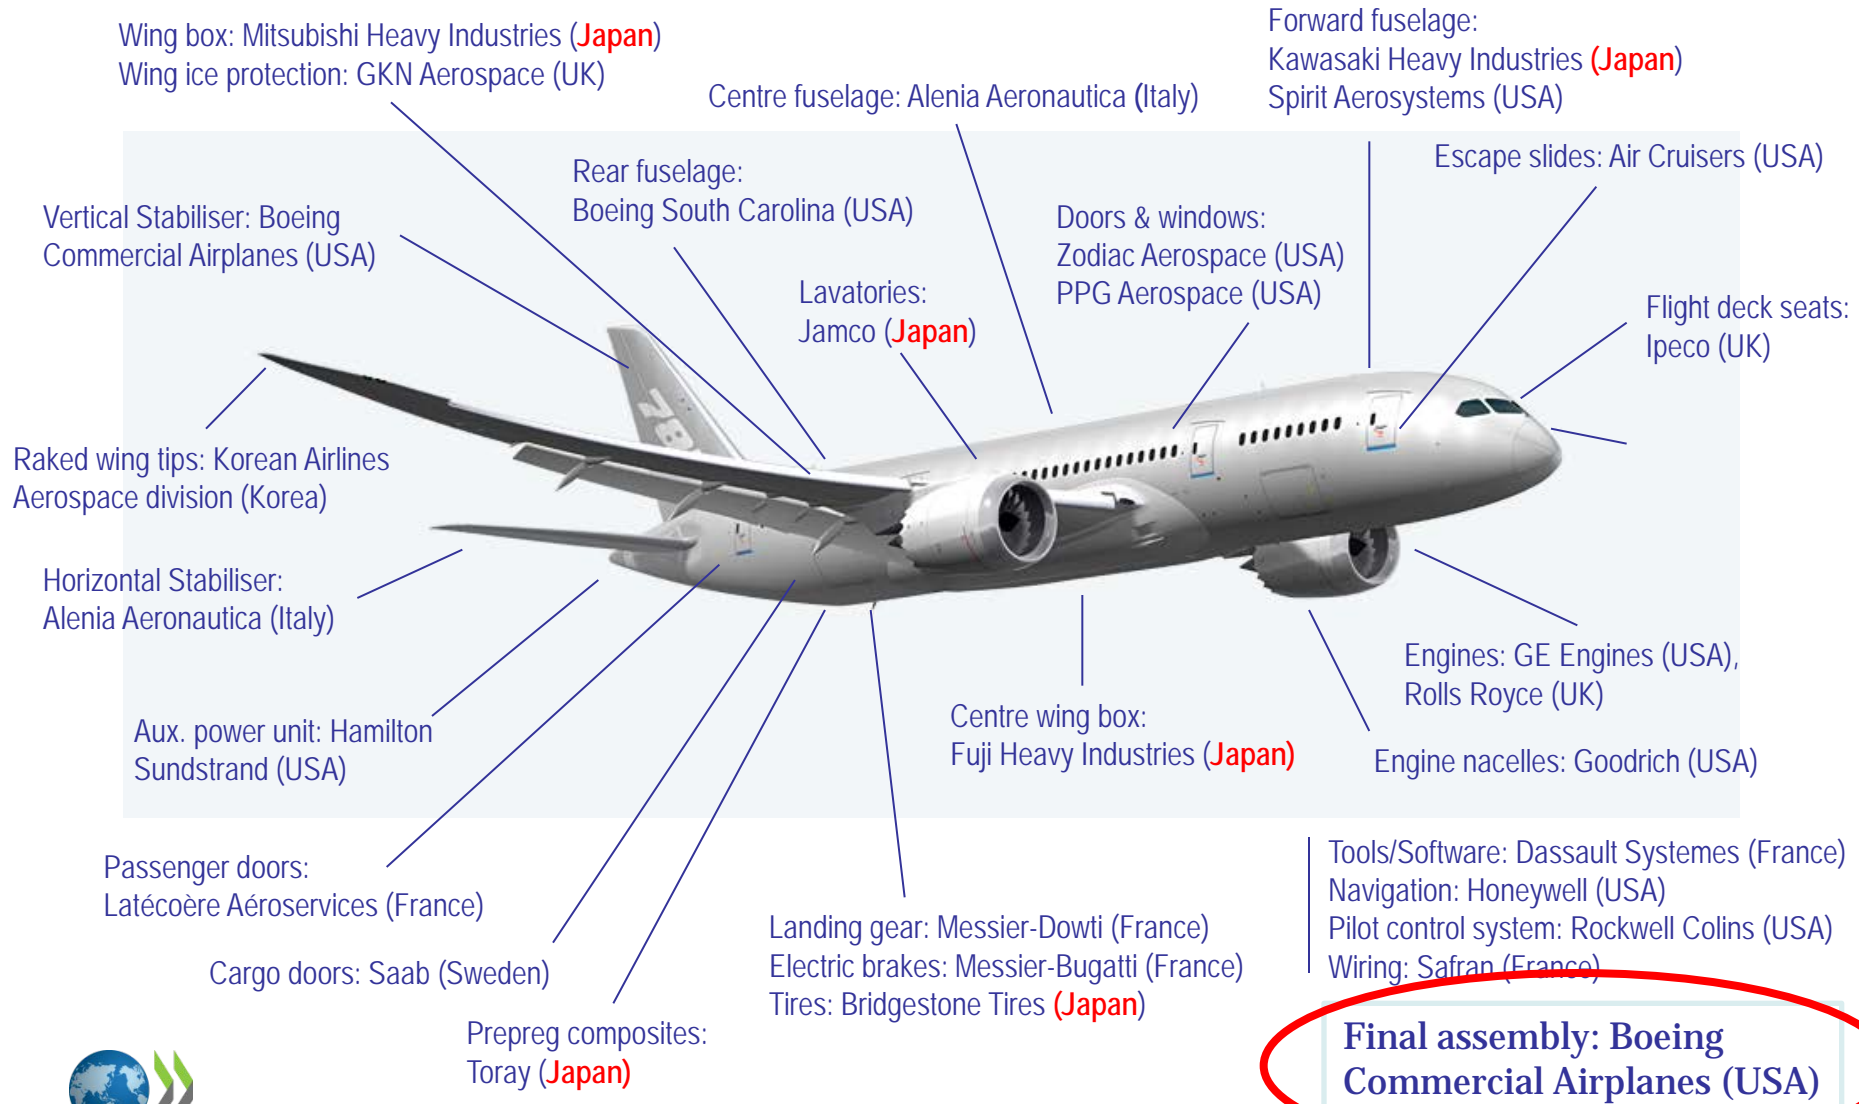 Wing box: Mitsubishi Heavy Industries (Japan)
Wing ice protection: GKN Aerospace (UK)
Forward fuselage:
Kawasaki Heavy Industries (Japan)
Spirit Aerosystems (USA)
Centre fuselage: Alenia Aeronautica (Italy)
Escape slides: Air Cruisers (USA)
Rear fuselage:
Boeing South Carolina (USA)
Vertical Stabiliser: Boeing
Commercial Airplanes (USA)
Doors & windows:
Zodiac Aerospace (USA)
PPG Aerospace (USA)
Lavatories:
Jamco (Japan)
Flight deck seats:
Ipeco (UK)
Raked wing tips: Korean Airlines
Aerospace division (Korea)
Horizontal Stabiliser:
Alenia Aeronautica (Italy)
Engines: GE Engines (USA),
Rolls Royce (UK)
Aux. power unit: Hamilton
Sundstrand (USA)
Centre wing box:
Fuji Heavy Industries (Japan)
Engine nacelles: Goodrich (USA)
Passenger doors:
Latécoère Aéroservices (France)
Tools/Software: Dassault Systemes (France)
Navigation: Honeywell (USA)
Pilot control system: Rockwell Colins (USA)
Wiring: Safran (France)
Landing gear: Messier-Dowti (France)
Electric brakes: Messier-Bugatti (France)
Tires: Bridgestone Tires (Japan)
Cargo doors: Saab (Sweden)
Prepreg composites:
Toray (Japan)
Final assembly: Boeing
Commercial Airplanes (USA)